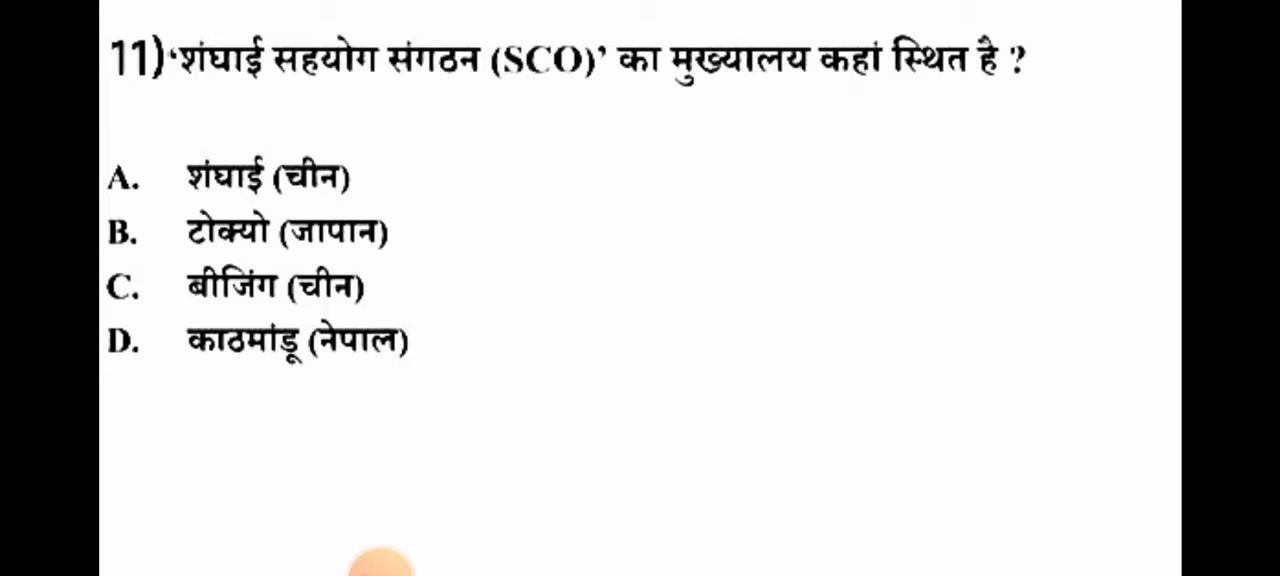 11)‘शंघाई सहयोग संगठन (SCO)’ का मुख्यालय कहां स्थित है ?
A. शंघाई (चीन)
B. टोक्यो (जापान)
C. बीजिंग (चीन)
D. काठमांडू (नेपाल)